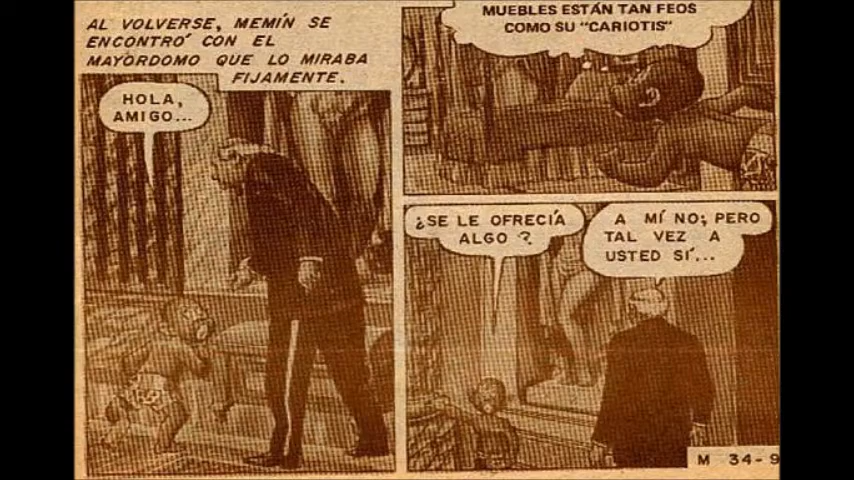 AL VOLVERSE, MEMÍN SE
ENCONTRÓ CON EL
MAYORDOMO QUE LO MIRABA
FIJAMENTE.
HOLA,
AMIGO...
MUEBLES ESTÁN TAN FEOS
COMO SU "CARIOTIS"
¿SE LE OFRECÍA
ALGO ?
A MÍ NO; PERO
TAL VEZ A
USTED SÍ...
M 34-9